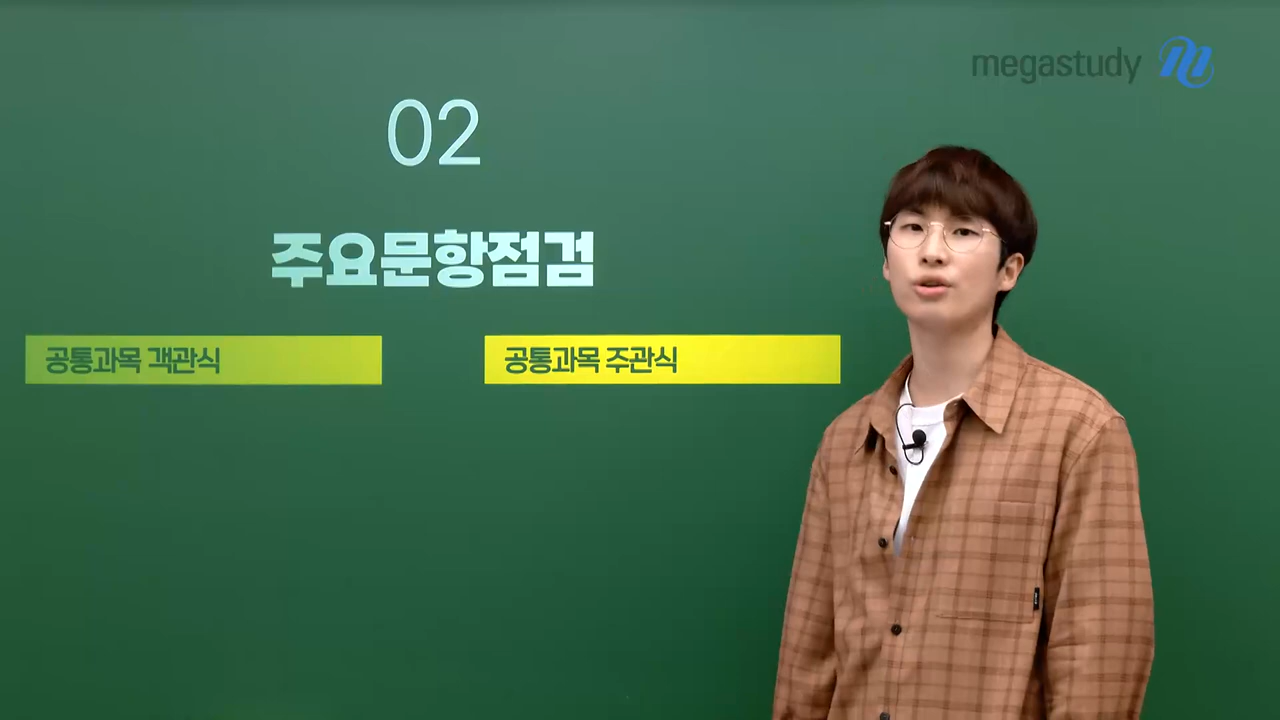 megastudy
02
주요문항점검
공통과목 객관식
공통과목 주관식